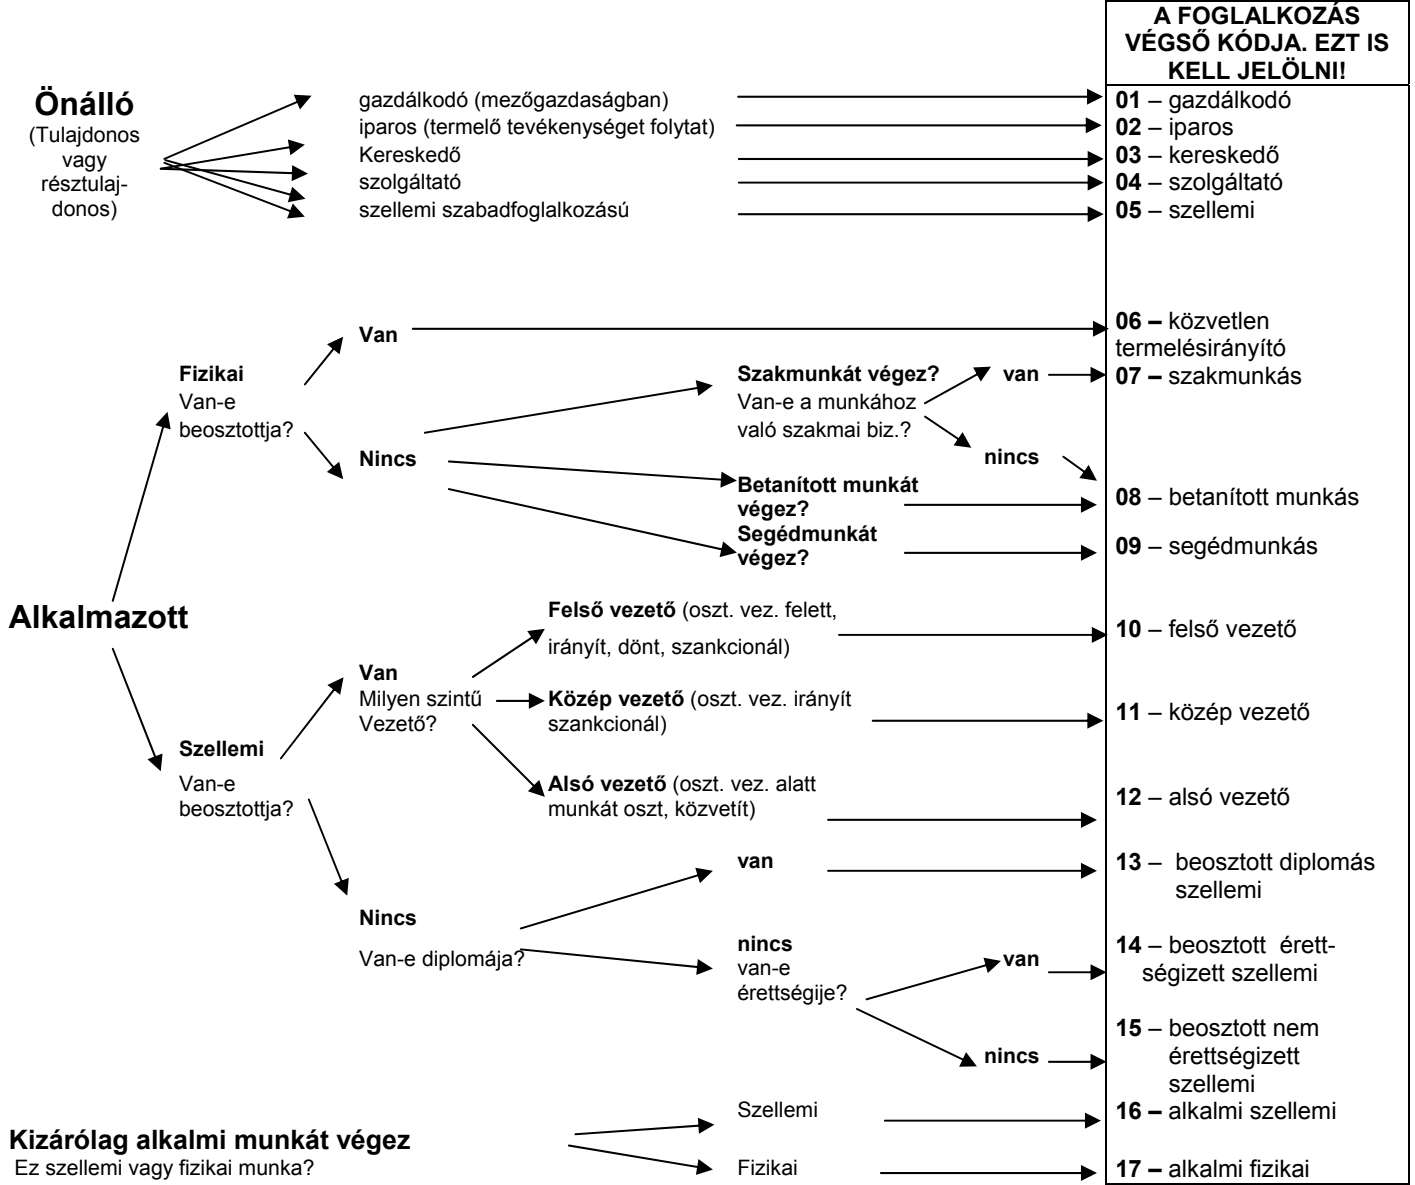 A FOGLALKOZÁS
VÉGSŐ KÓDJA. EZT IS
KELL JELÖLNI!
Önálló
(Tulajdonos
vagy
résztulaj-
donos)
gazdálkodó (mezőgazdaságban)
iparos (termelő tevékenységet folytat)
Kereskedő
szolgáltató
szellemi szabadfoglalkozású
01 – gazdálkodó
02 – iparos
03 – kereskedő
04 – szolgáltató
05 – szellemi
Alkalmazott
Fizikai
Van-e
beosztottja?
Van
06 – közvetlen
termelésirányító
Nincs
Szakmunkát végez?
Van-e a munkához
való szakmai biz.?
van
07 – szakmunkás
nincs
Betanított munkát
végez?
08 – betanított munkás
Segédmunkát
végez?
09 – segédmunkás
Szellemi
Van-e
beosztottja?
Van
Milyen szintű
Vezető?
Felső vezető (oszt. vez. felett,
irányít, dönt, szankcionál)
10 – felső vezető
Közép vezető (oszt. vez. irányít
szankcionál)
11 – közép vezető
Alsó vezető (oszt. vez. alatt
munkát oszt, közvetít)
12 – alsó vezető
Nincs
Van-e diplomája?
van
13 – beosztott diplomás
szellemi
nincs
van-e
érettségije?
van
14 – beosztott érett-
ségizett szellemi
nincs
15 – beosztott nem
érettségizett
szellemi
Kizárólag alkalmi munkát végez
Ez szellemi vagy fizikai munka?
Szellemi
16 – alkalmi szellemi
Fizikai
17 – alkalmi fizikai